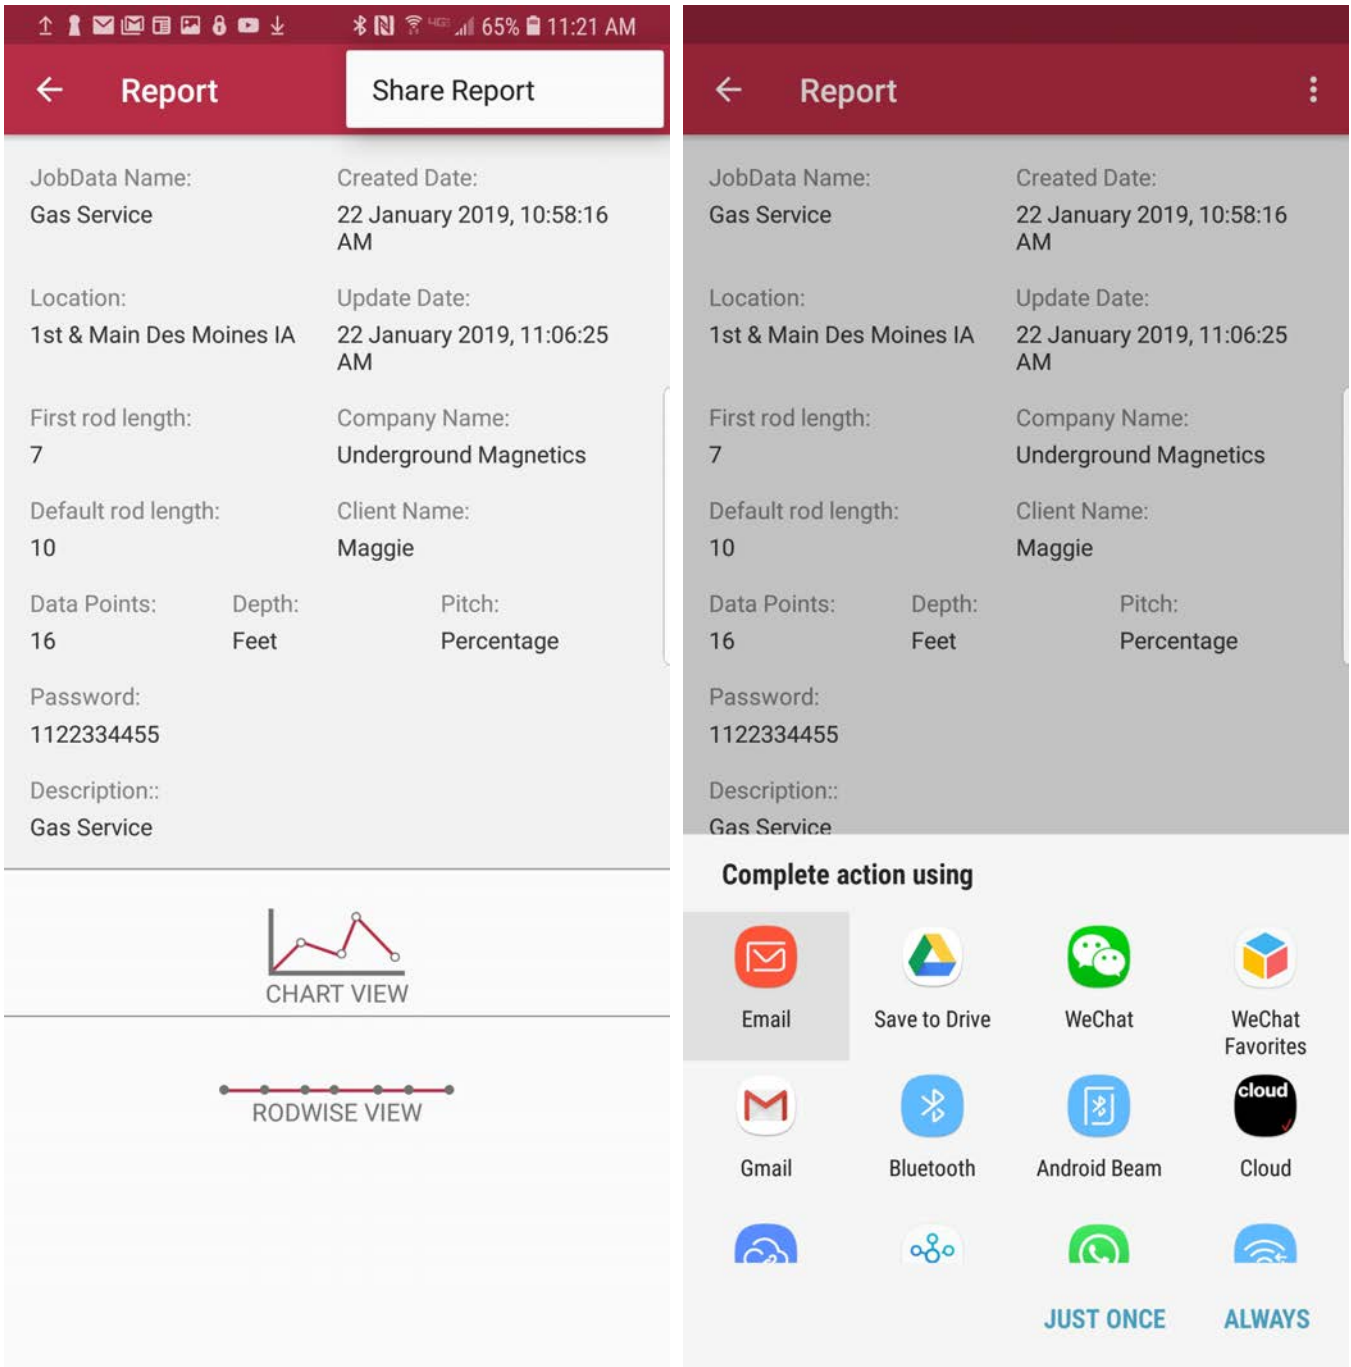 4G 65% 11:21 AM
Report
Share Report
JobData Name:
Created Date:
Gas Service
22 January 2019, 10:58:16
AM
Location:
Update Date:
1st & Main Des Moines IA
22 January 2019, 11:06:25
AM
First rod length:
Company Name:
7
Underground Magnetics
Default rod length:
Client Name:
10
Maggie
Data Points:
Depth:
Pitch:
16
Feet
Percentage
Password:
1122334455
Description::
Gas Service
CHART VIEW
RODWISE VIEW
Report
JobData Name:
Created Date:
Gas Service
22 January 2019, 10:58:16
AM
Location:
Update Date:
1st & Main Des Moines IA
22 January 2019, 11:06:25
AM
First rod length:
Company Name:
7
Underground Magnetics
Default rod length:
Client Name:
10
Maggie
Data Points:
Depth:
Pitch:
16
Feet
Percentage
Password:
1122334455
Description::
Gas Service
Complete action using
Email
Save to Drive
WeChat
WeChat
Favorites
cloud
Gmail
Bluetooth
Android Beam
Cloud
JUST ONCE
ALWAYS